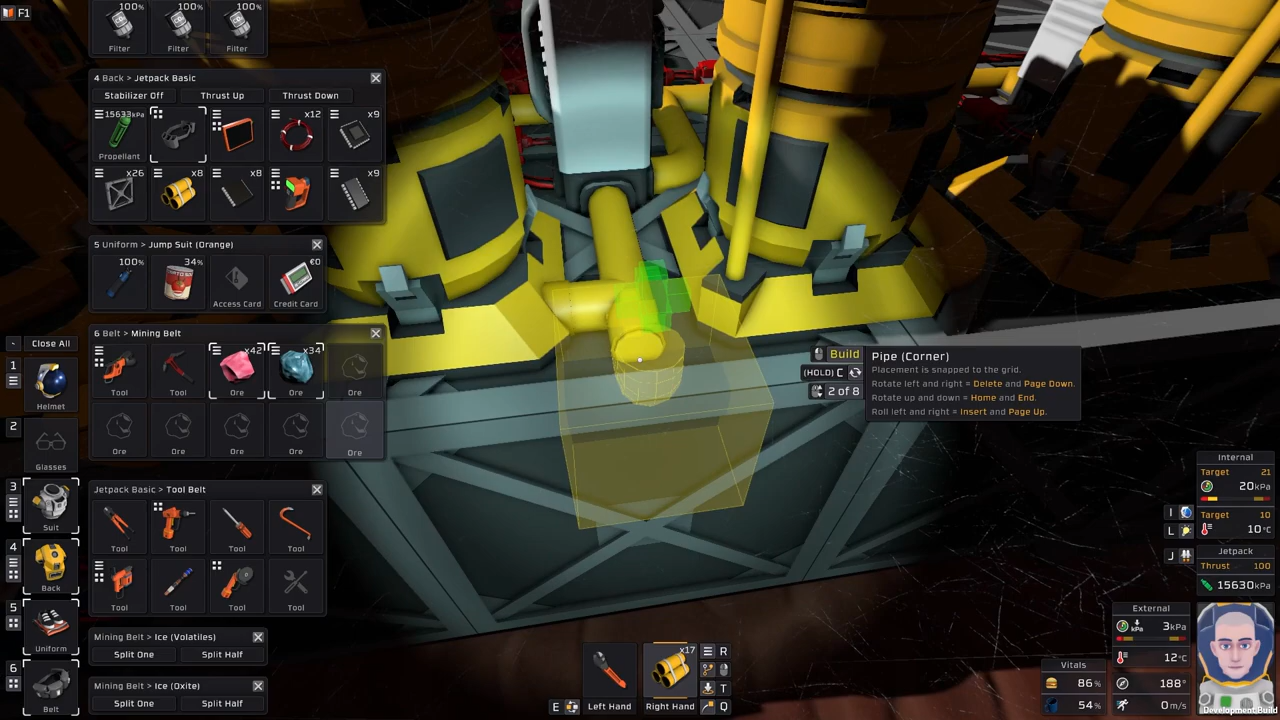 F1
100% 100% 100%
Filter Filter Filter
4 Back > Jetpack Basic
Stabilizer Off Thrust Up Thrust Down
15633kPa x12 x9
Propellant
x26 x8 x8 x9
5 Uniform > Jump Suit (Orange)
100% 34% €0
Access Card Credit Card
6 Belt > Mining Belt
x42 x34
Tool Tool Ore Ore Ore
Ore Ore Ore Ore Ore
Close All
1
Helmet
2
Glasses
3
Suit
4
Back
5
Uniform
6
Belt
Jetpack Basic > Tool Belt
Tool Tool Tool Tool
Tool Tool Tool Tool
Mining Belt > Ice (Volatiles)
Split One Split Half
Mining Belt > Ice (Oxite)
Split One Split Half
Build
(HOLD) C
2 of 8
Pipe (Corner)
Placement is snapped to the grid.
Rotate left and right = Delete and Page Down.
Rotate up and down = Home and End.
Roll left and right = Insert and Page Up.
x17
R
T
E Left Hand Right Hand Q
Internal
Target 21
20kPa
Target 10
10°C
I
L
Jetpack
Thrust 100
J
15630kPa
External
kPa 3kPa
12°C
188°
0m/s
Vitals
86%
54%
Development Build